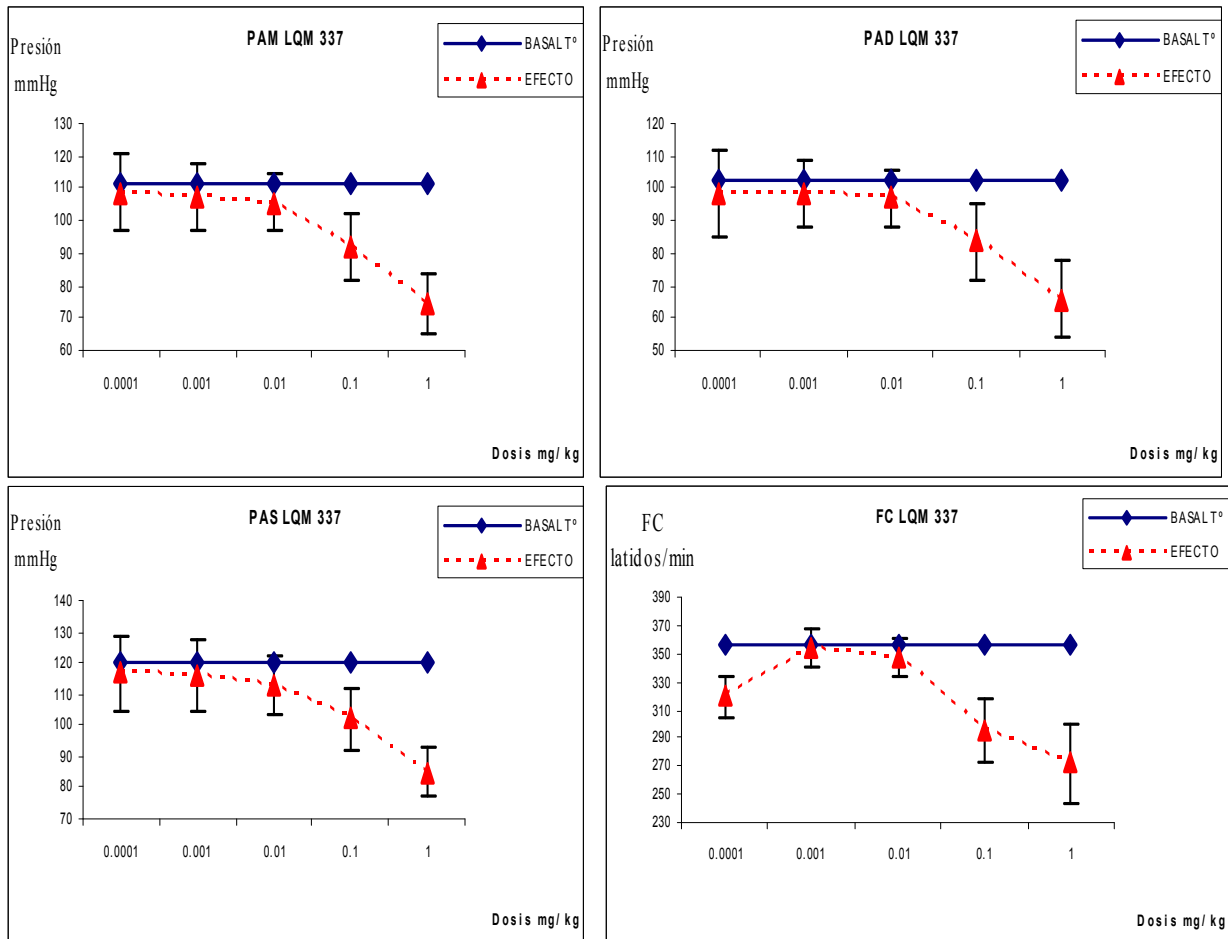 PAM LQM 337
Presión
mmHg
BASAL Tº
EFECTO
130
120
110
100
90
80
70
60
0.0001 0.001 0.01 0.1 1
Dosis mg/kg
PAD LQM 337
Presión
mmHg
BASAL Tº
EFECTO
120
110
100
90
80
70
60
50
0.0001 0.001 0.01 0.1 1
Dosis mg/kg
PAS LQM 337
Presión
mmHg
BASAL Tº
EFECTO
140
130
120
110
100
90
80
70
0.0001 0.001 0.01 0.1 1
Dosis mg/kg
FC LQM 337
FC
latidos/min
BASAL Tº
EFECTO
390
370
350
330
310
290
270
250
230
0.0001 0.001 0.01 0.1 1
Dosis mg/kg